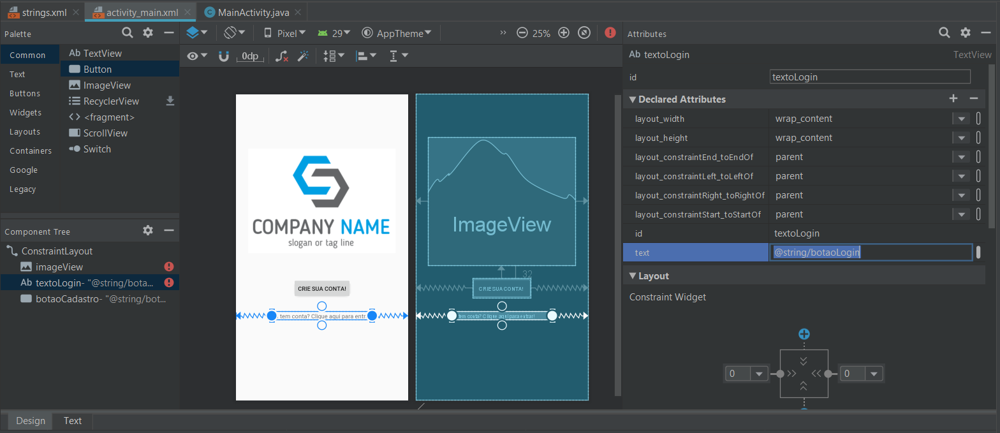 strings.xml
activity_main.xml
MainActivity.java
Palette
Pixel
29
AppTheme
25%
Attributes
Common
Text
Buttons
Widgets
Layouts
Containers
Google
Legacy
Ab TextView
Button
ImageView
RecyclerView
<fragment>
ScrollView
Switch
0dp
Component Tree
ConstraintLayout
imageView
Ab textoLogin- "@string/bota...
botaoCadastro- "@string/bot...
COMPANY NAME
slogan or tag line
CRIE SUA CONTA!
tem conta? Clique aqui para entr
ImageView
32
CRIE SUA CONTA!
tem conta? Clique aqui para entrar!
Ab textoLogin
TextView
id
textoLogin
Declared Attributes
layout_width wrap_content
layout_height wrap_content
layout_constraintEnd_toEndOf parent
layout_constraintLeft_toLeftOf parent
layout_constraintRight_toRightOf parent
layout_constraintStart_toStartOf parent
id textoLogin
text @string/botaoLogin
Layout
Constraint Widget
0
0
Design
Text